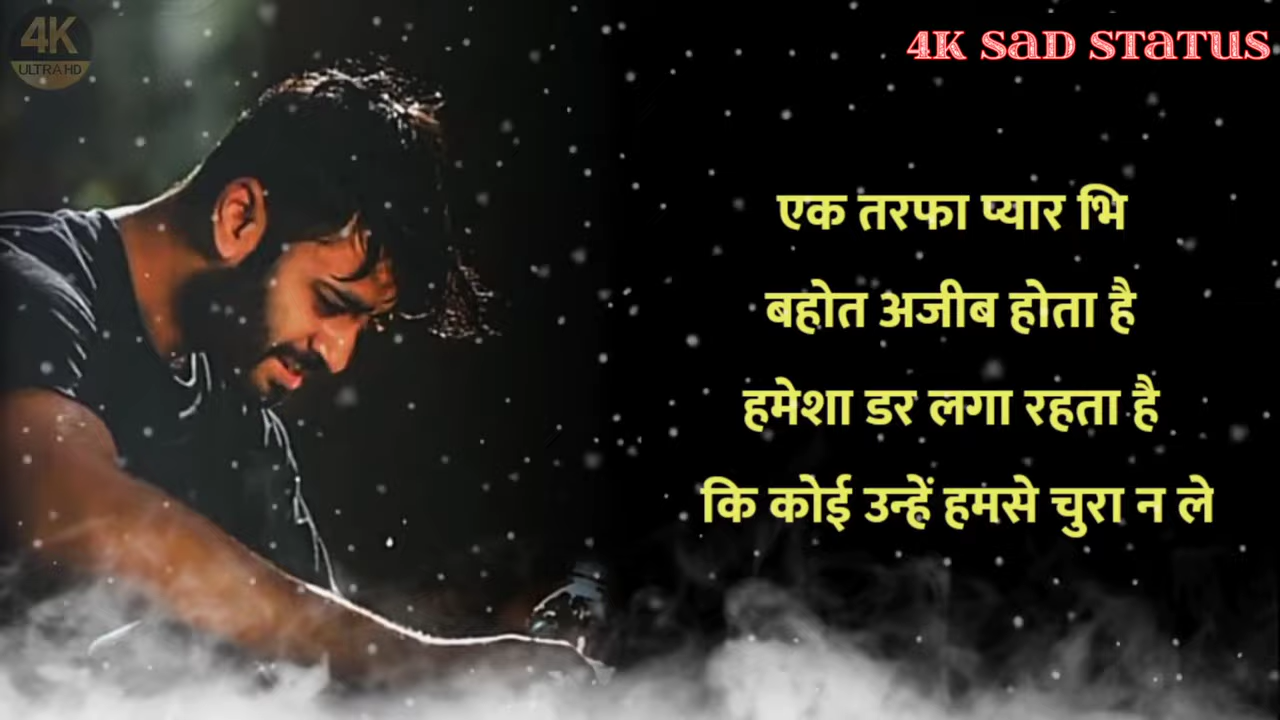 4K
ULTRA HD
4K SAD STATUS
एक तरफा प्यार भि
बहोत अजीब होता है
हमेशा डर लगा रहता है
कि कोई उन्हें हमसे चुरा न ले